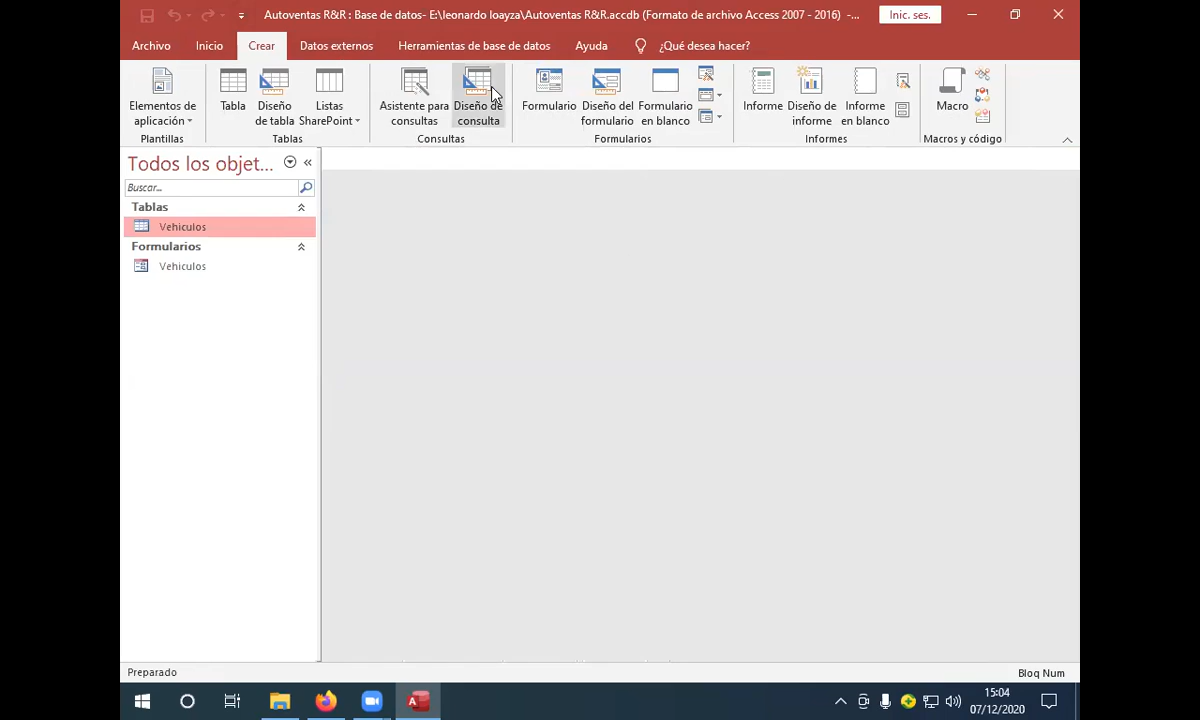 Autoventas R&R : Base de datos- E:\leonardo loayza\Autoventas R&R.accdb (Formato de archivo Access 2007 - 2016) -...
Inic. ses.
Archivo Inicio Crear Datos externos Herramientas de base de datos Ayuda ¿Qué desea hacer?
Elementos de aplicación
Tabla
Diseño de tabla
Listas SharePoint
Asistente para consultas
Diseño de consulta
Formulario
Diseño del formulario
Formulario en blanco
Informe
Diseño de informe
Informe en blanco
Macro
Plantillas Tablas Consultas Formularios Informes Macros y código
Todos los objet...
Buscar...
Tablas
Vehiculos
Formularios
Vehiculos
Preparado
Bloq Num
15:04
07/12/2020